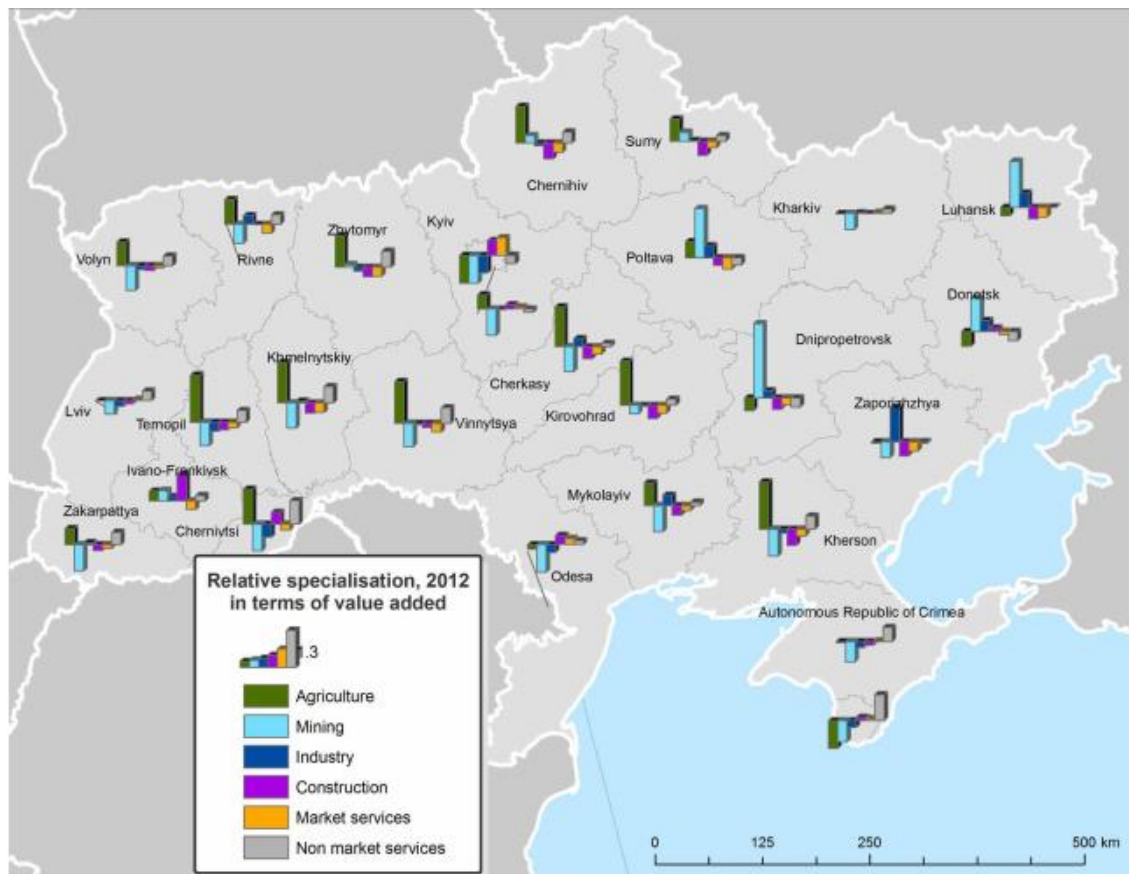 Chernihiv
Sumy
Kharkiv
Luhansk
Volyn
Rivne
Zhytomyr
Kyiv
Poltava
Donetsk
Dnipropetrovsk
Khmelnytskiy
Cherkasy
Lviv
Ternopil
Vinnytsya
Kirovohrad
Zaporizhzhya
Ivano-Frankivsk
Zakarpattya
Chernivtsi
Mykolayiv
Kherson
Odesa
Autonomous Republic of Crimea
Relative specialisation, 2012
in terms of value added
1.3
Agriculture
Mining
Industry
Construction
Market services
Non market services
0 125 250 500 km